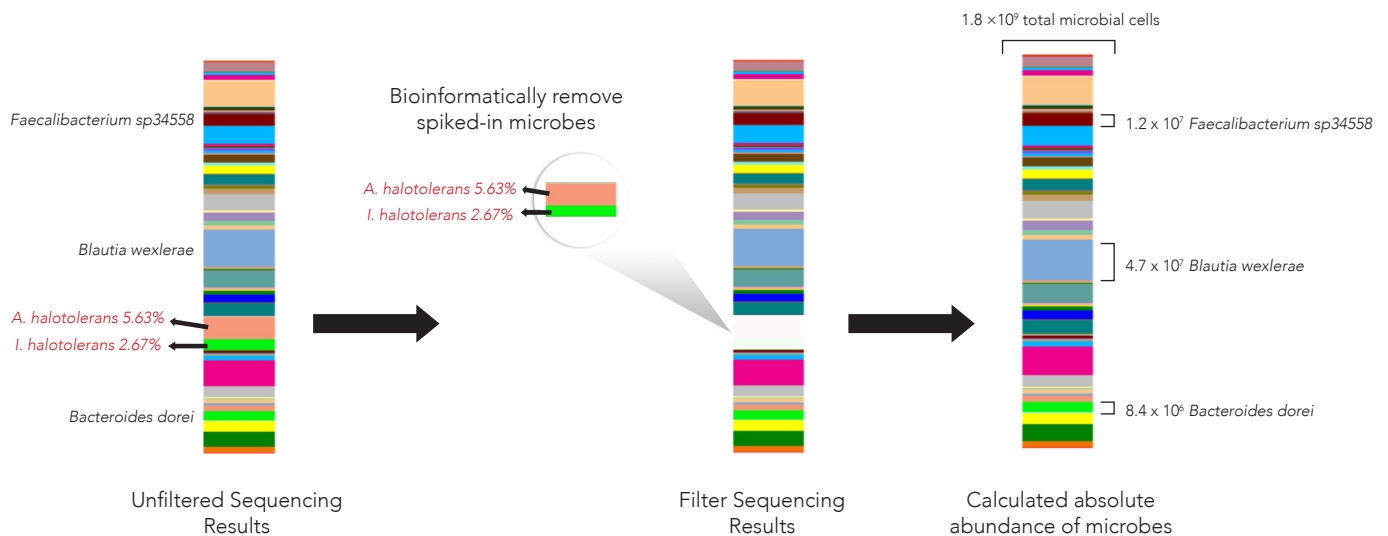 1.8 ×10⁹ total microbial cells
Bioinformatically remove
spiked-in microbes
Faecalibacterium sp34558
1.2 x 10⁷ Faecalibacterium sp34558
A. halotolerans 5.63%
I. halotolerans 2.67%
Blautia wexlerae
4.7 x 10⁷ Blautia wexlerae
A. halotolerans 5.63%
I. halotolerans 2.67%
Bacteroides dorei
8.4 x 10⁶ Bacteroides dorei
Unfiltered Sequencing
Results
Filter Sequencing
Results
Calculated absolute
abundance of microbes